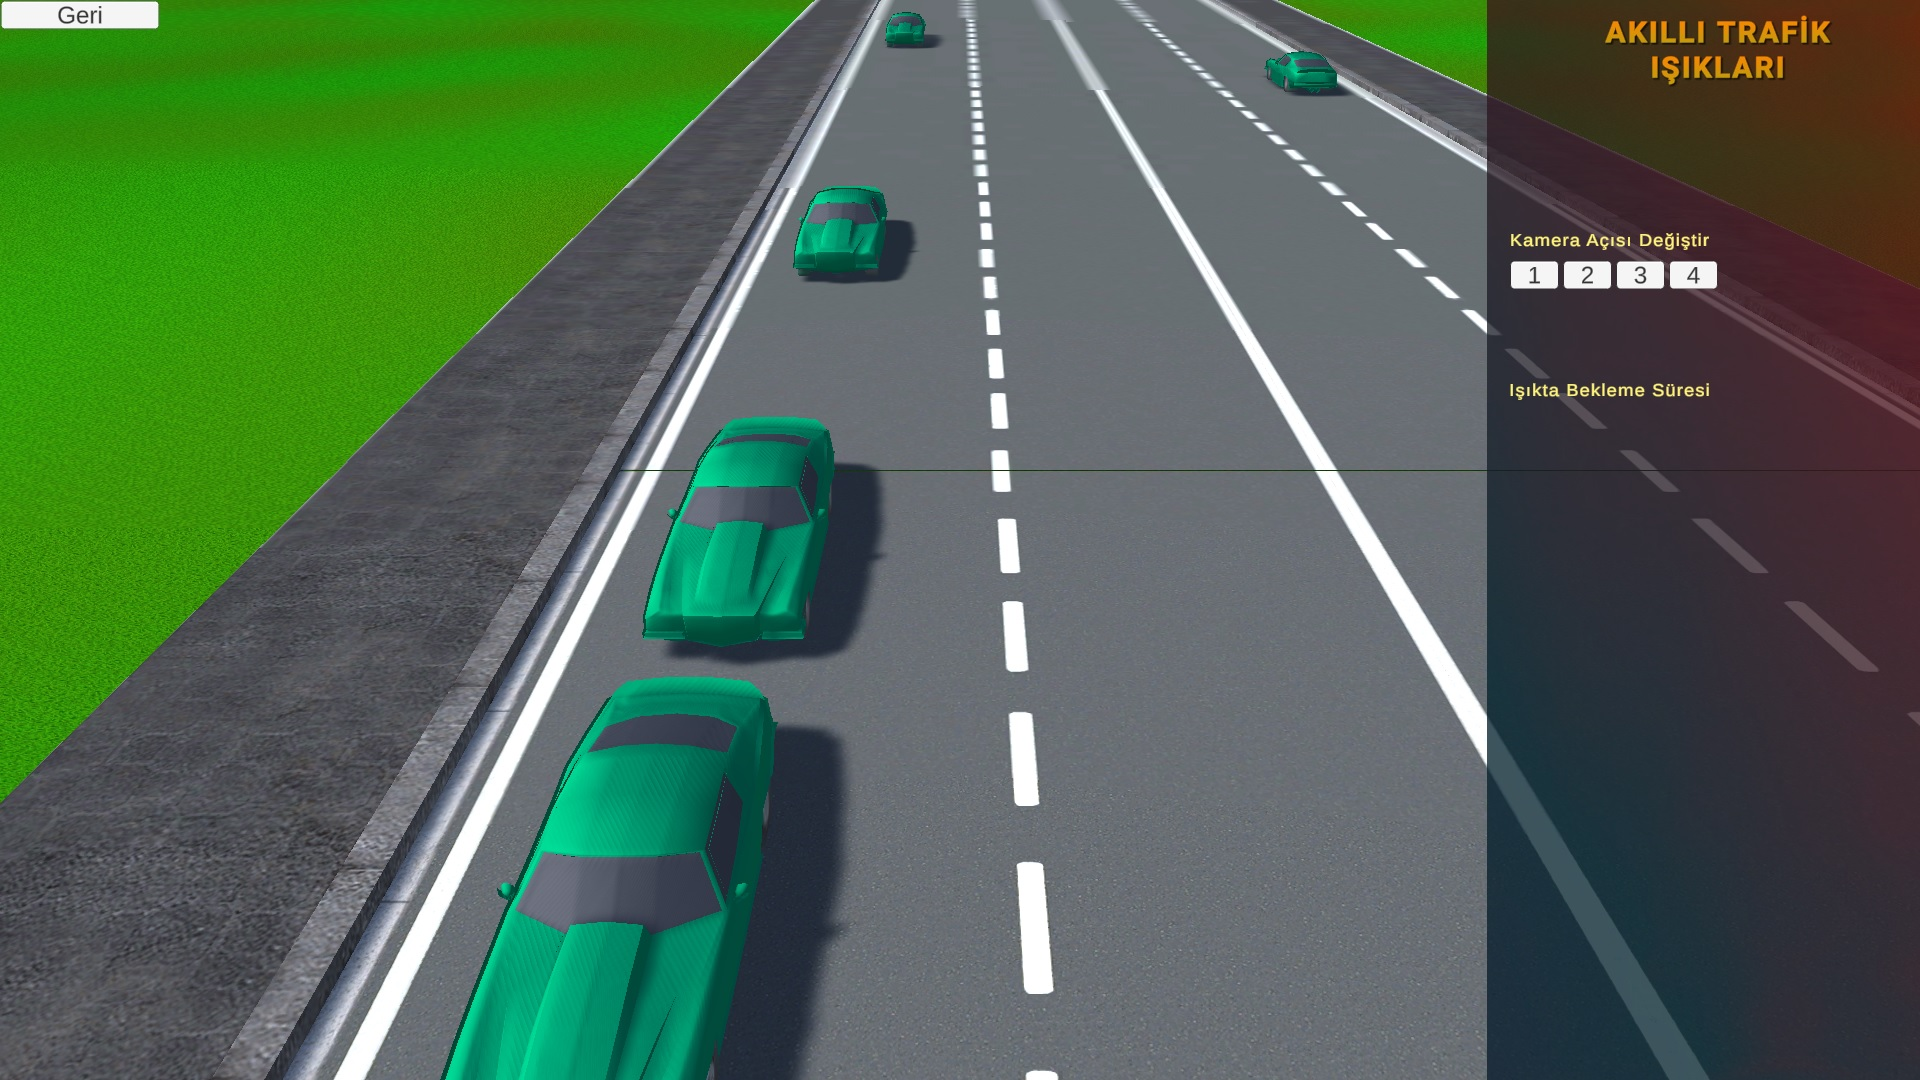 Geri
AKILLI TRAFİK
IŞIKLARI
Kamera Açısı Değiştir
1 2 3 4
Işıkta Bekleme Süresi